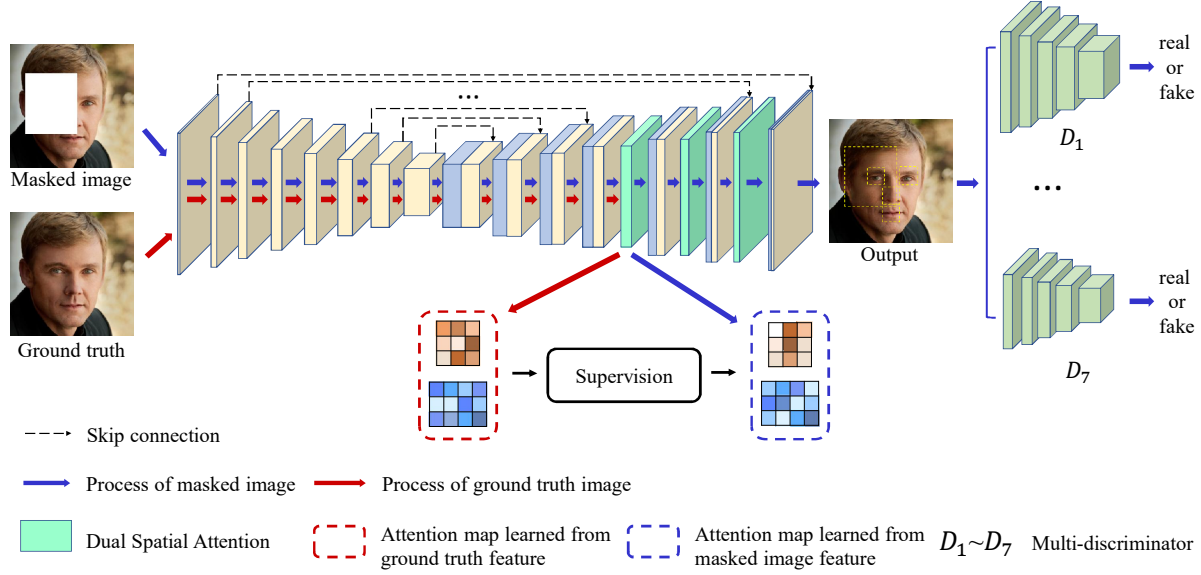 Masked image
Ground truth
...
Supervision
Output
real
or
fake
D1
...
real
or
fake
D7
Skip connection
Process of masked image
Process of ground truth image
Dual Spatial Attention
Attention map learned from
ground truth feature
Attention map learned from
masked image feature
D1~D7 Multi-discriminator